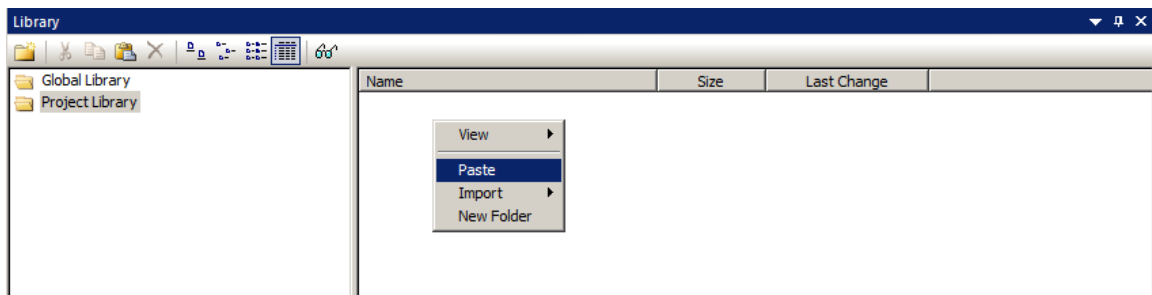 Library
Global Library
Project Library
Name Size Last Change
View
Paste
Import
New Folder